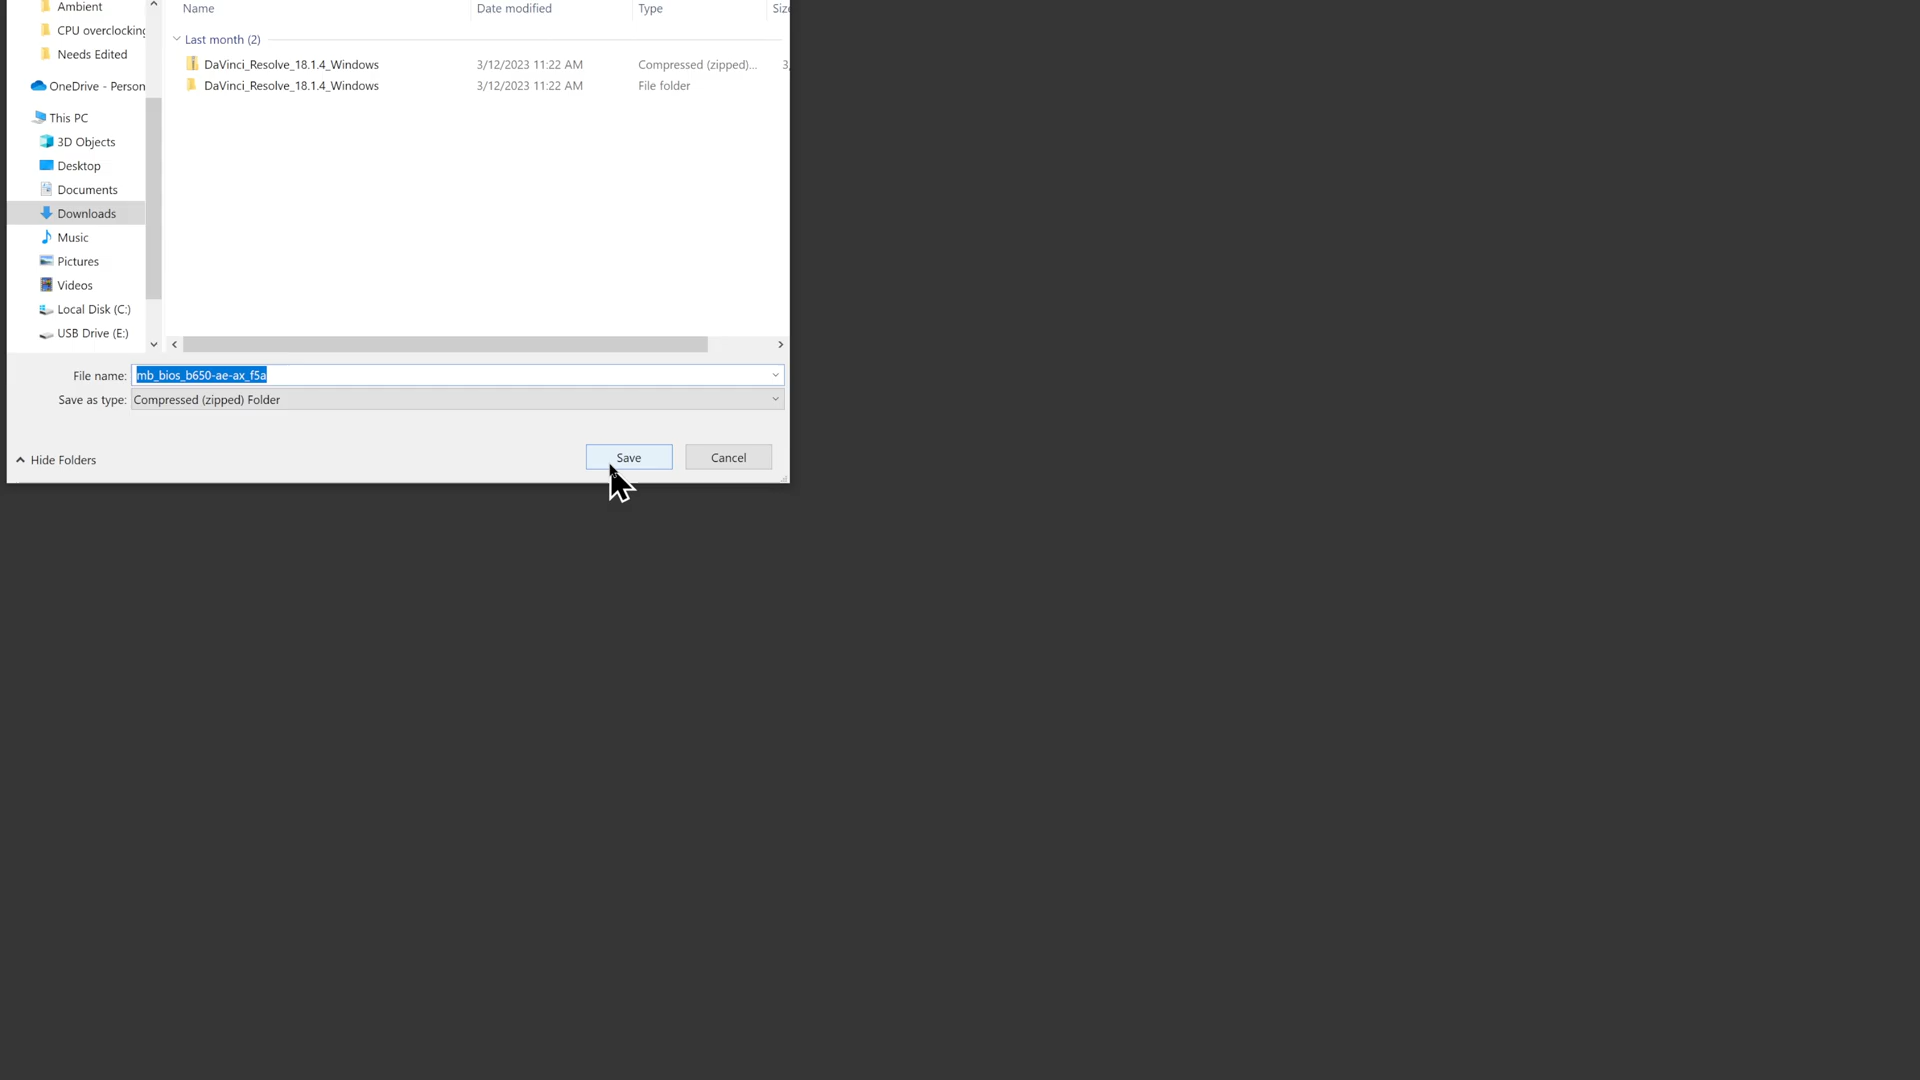 Ambient
CPU overclocking
Needs Edited
OneDrive - Person
This PC
3D Objects
Desktop
Documents
Downloads
Music
Pictures
Videos
Local Disk (C:)
USB Drive (E:)
Name Date modified Type Size
Last month (2)
DaVinci_Resolve_18.1.4_Windows 3/12/2023 11:22 AM Compressed (zipped)... 3,
DaVinci_Resolve_18.1.4_Windows 3/12/2023 11:22 AM File folder
File name: mb_bios_b650-ae-ax_f5a
Save as type: Compressed (zipped) Folder
Hide Folders Save Cancel